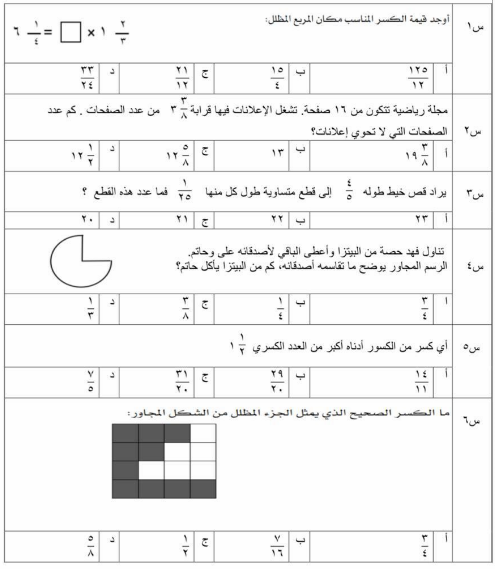 س١ أوجد قيمة الكسر المناسب مكان المربع المظلل:
٦ ١/٤ = □ × ١ ٢/٣
أ ١٢٥/١٢ ب ١٥/٤ ج ٢١/١٢ د ٣٣/٢٤
س٢ مجلة رياضية تتكون من ١٦ صفحة. تشغل الإعلانات فيها قرابة ٣ ٣/٨ من عدد الصفحات . كم عدد
الصفحات التي لا تحوي إعلانات؟
أ ١٩ ٣/٨ ب ١٣ ج ١٢ ٥/٨ د ١٢ ١/٢
س٣ يراد قص خيط طوله ٤/٥ إلى قطع متساوية طول كل منها ١/٢٥ فما عدد هذه القطع ؟
أ ٢٣ ب ٢٢ ج ٢١ د ٢٠
س٤ تناول فهد حصة من البيتزا وأعطى الباقي لأصدقائه على وحاتم.
الرسم المجاور يوضح ما تقاسمه أصدقائه، كم من البيتزا يأكل حاتم؟
ا ٣/٤ ب ١/٤ ج ٣/٨ د ١/٣
س٥ أي كسر من الكسور أدناه أكبر من العدد الكسري ١ ١/٢
أ ١٤/١١ ب ٢٩/٢٠ ج ٣١/٢٠ د ٧/٥
س٦ ما الكسر الصحيح الذي يمثل الجزء المظلل من الشكل المجاور:
أ ٣/٤ ب ٧/١٦ ج ١/٢ د ٥/٨